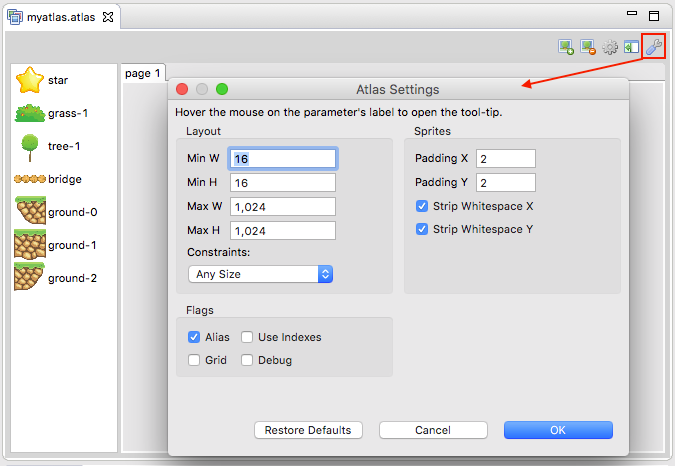 myatlas.atlas
star
grass-1
tree-1
bridge
ground-0
ground-1
ground-2
page 1
Atlas Settings
Hover the mouse on the parameter's label to open the tool-tip.
Layout
Min W 16
Min H 16
Max W 1,024
Max H 1,024
Constraints:
Any Size
Sprites
Padding X 2
Padding Y 2
Strip Whitespace X
Strip Whitespace Y
Flags
Alias Use Indexes
Grid Debug
Restore Defaults Cancel OK